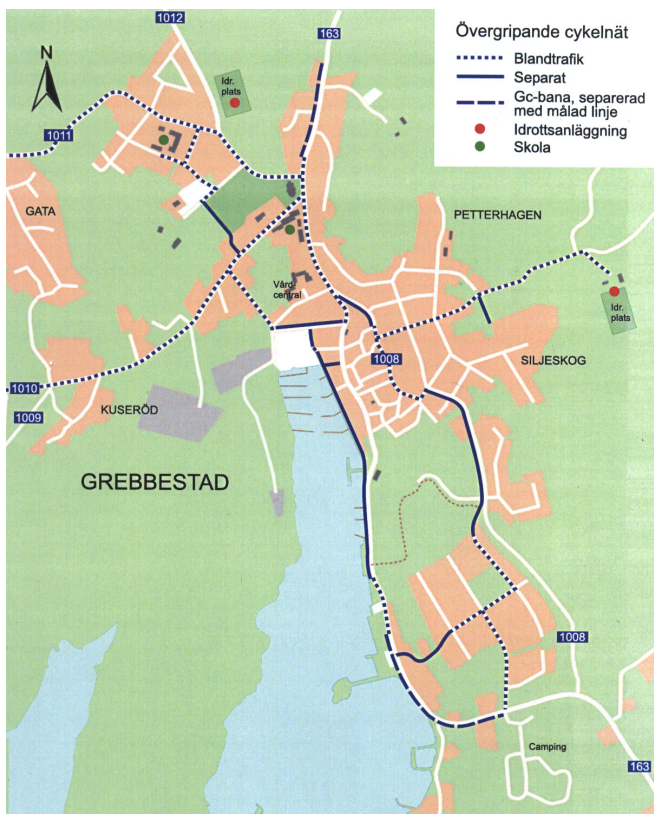 1012
163
Övergripande cykelnät
Blandtrafik
Separat
Gc-bana, separerad
med målad linje
Idrottsanläggning
Skola
N
Idr.
plats
1011
GATA
PETTERHAGEN
Vård
central
Idr.
plats
1008
SILJESKOG
1010
1009
KUSERÖD
GREBBESTAD
1008
Camping
163